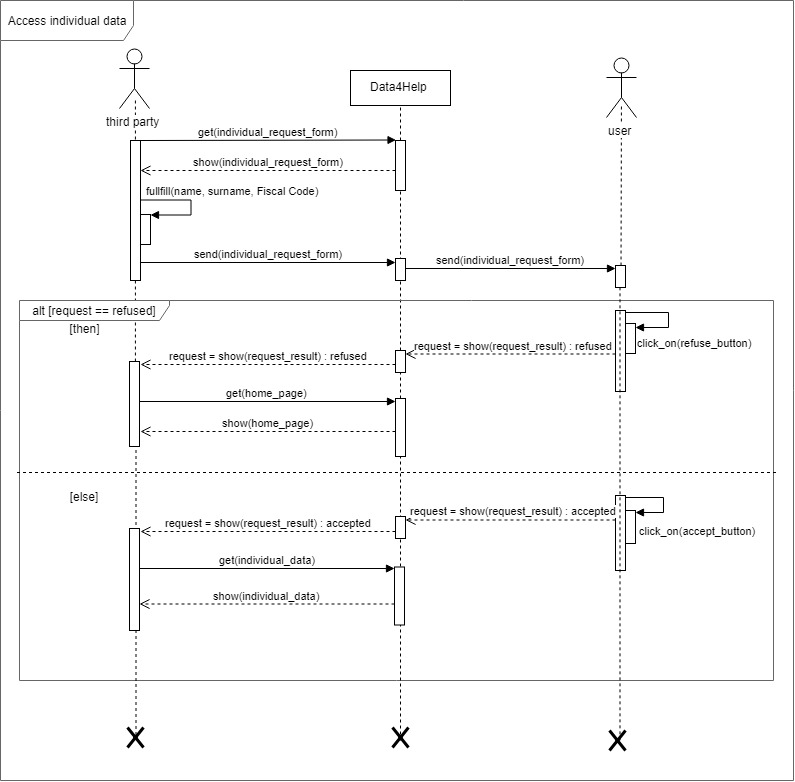 Access individual data
Data4Help
third party
user
get(individual_request_form)
show(individual_request_form)
fullfill(name, surname, Fiscal Code)
send(individual_request_form)
send(individual_request_form)
alt [request == refused]
[then]
click_on(refuse_button)
request = show(request_result) : refused
request = show(request_result) : refused
get(home_page)
show(home_page)
[else]
request = show(request_result) : accepted
request = show(request_result) : accepted
click_on(accept_button)
get(individual_data)
show(individual_data)